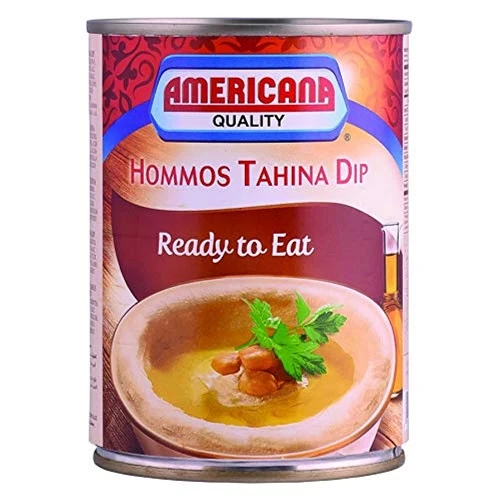 AMERICANA
QUALITY
®
HOMMOS TAHINA DIP
Ready to Eat